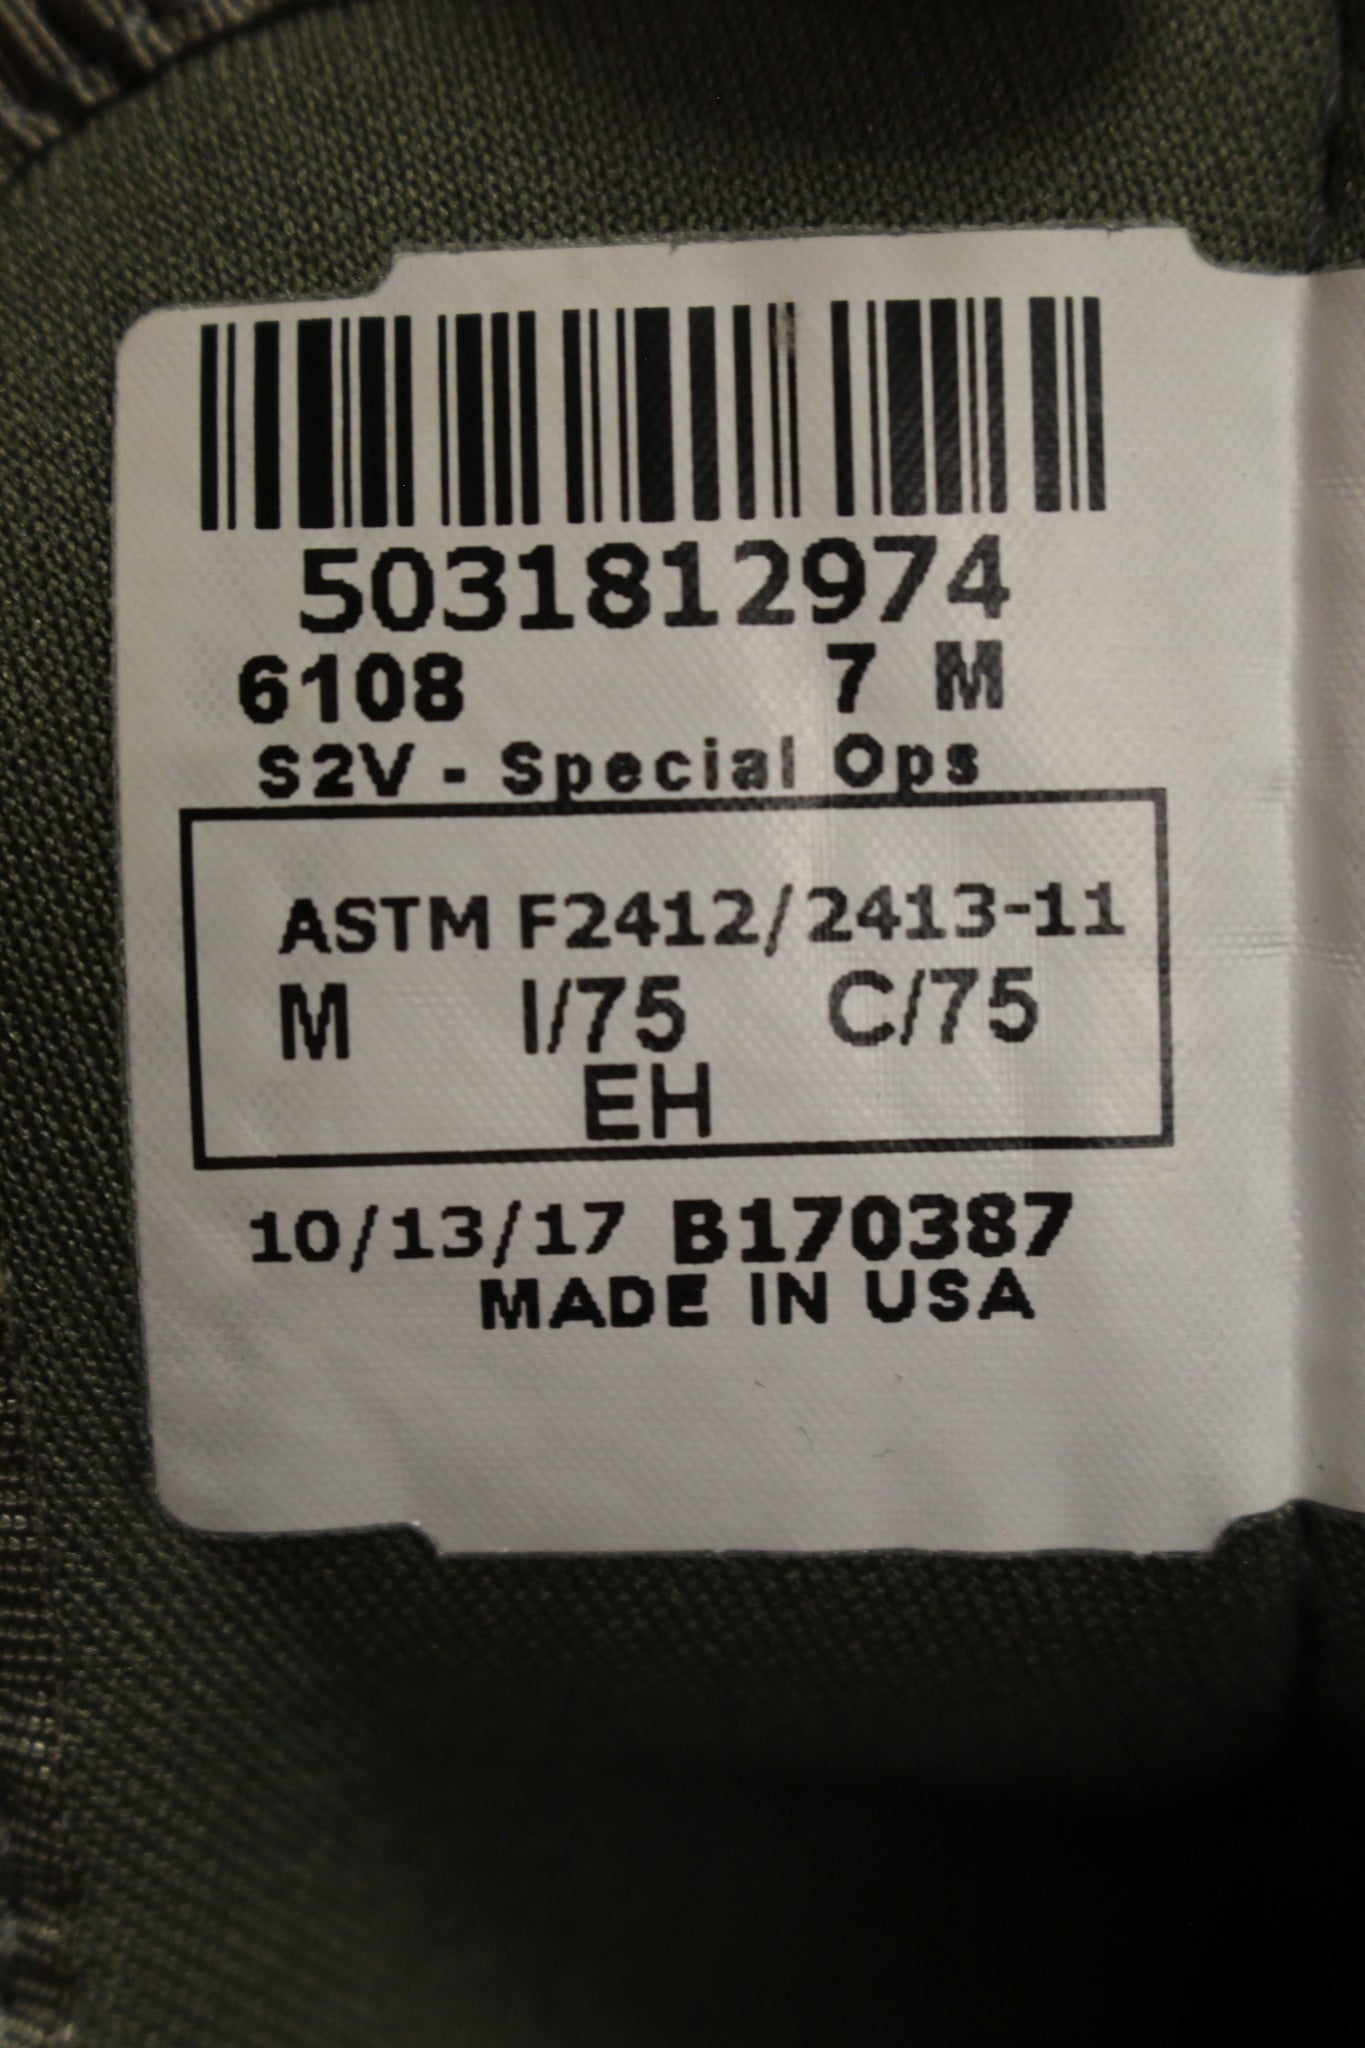 5031812974
6108 7 M
S2V - Special Ops
ASTM F2412/2413-11
M I/75 C/75
EH
10/13/17 B170387
MADE IN USA